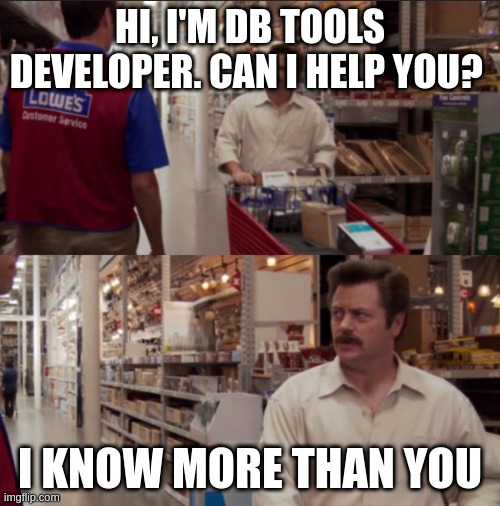 HI, I'M DB TOOLS
DEVELOPER. CAN I HELP YOU?
LOWE'S
Customer Service
I KNOW MORE THAN YOU
imgflip.com